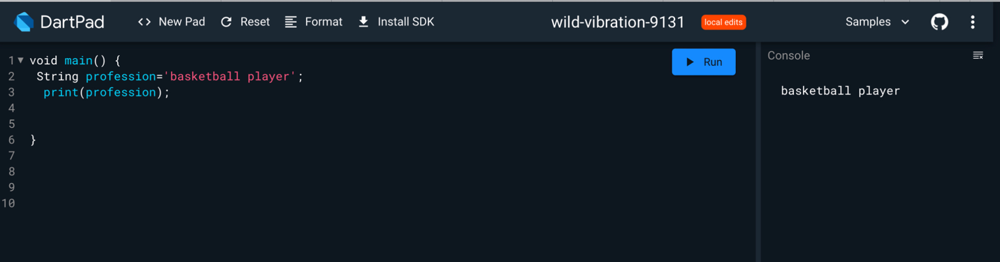 DartPad <> New Pad Reset Format Install SDK wild-vibration-9131 local edits Samples
1 void main() {
2 String profession='basketball player';
3 print(profession);
4
5
6 }
7
8
9
10
Run
Console
basketball player